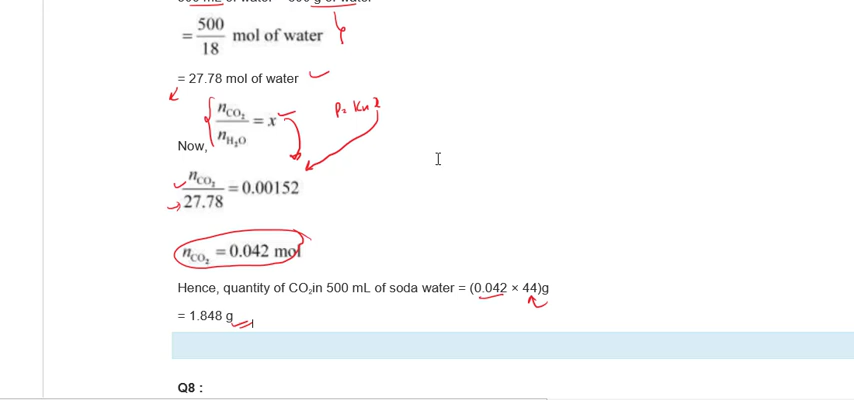 = 500/18 mol of water
= 27.78 mol of water
n_CO₂/n_H₂O = x
Now,
n_CO₂/27.78 = 0.00152
n_CO₂ = 0.042 mol
Hence, quantity of CO₂in 500 mL of soda water = (0.042 × 44)g
= 1.848 g
Q8 :